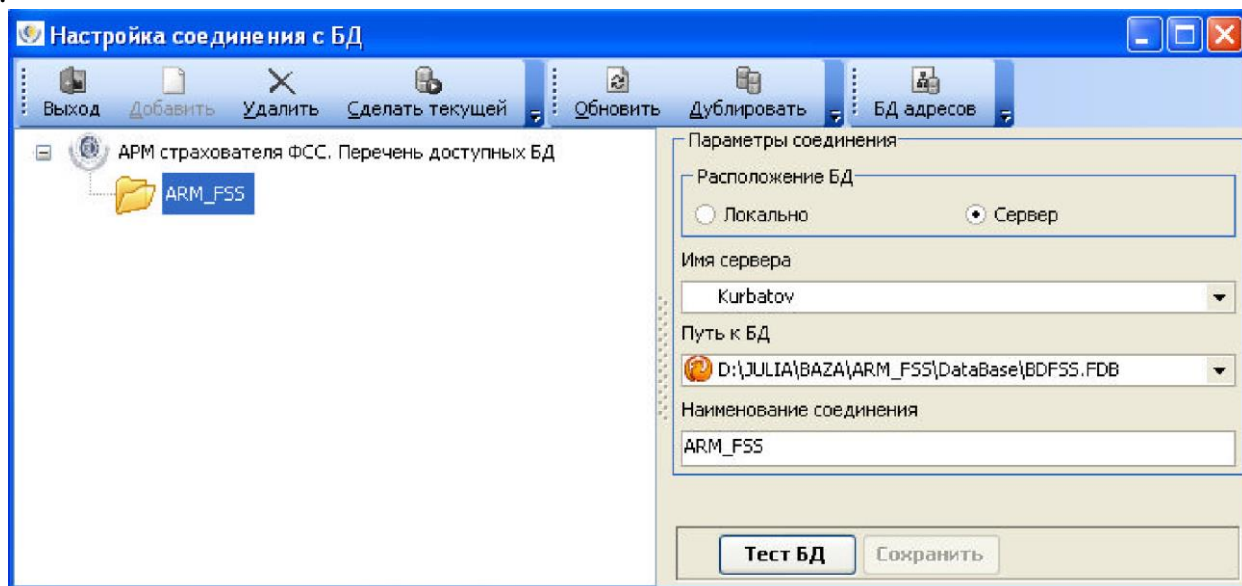 Настройка соединения с БД
Выход Добавить Удалить Сделать текущей Обновить Дублировать БД адресов
АРМ страхователя ФСС. Перечень доступных БД
ARM_FSS
Параметры соединения
Расположение БД
Локально Сервер
Имя сервера
Kurbatov
Путь к БД
D:\JULIA\BAZA\ARM_FSS\DataBase\BDFSS.FDB
Наименование соединения
ARM_FSS
Тест БД Сохранить